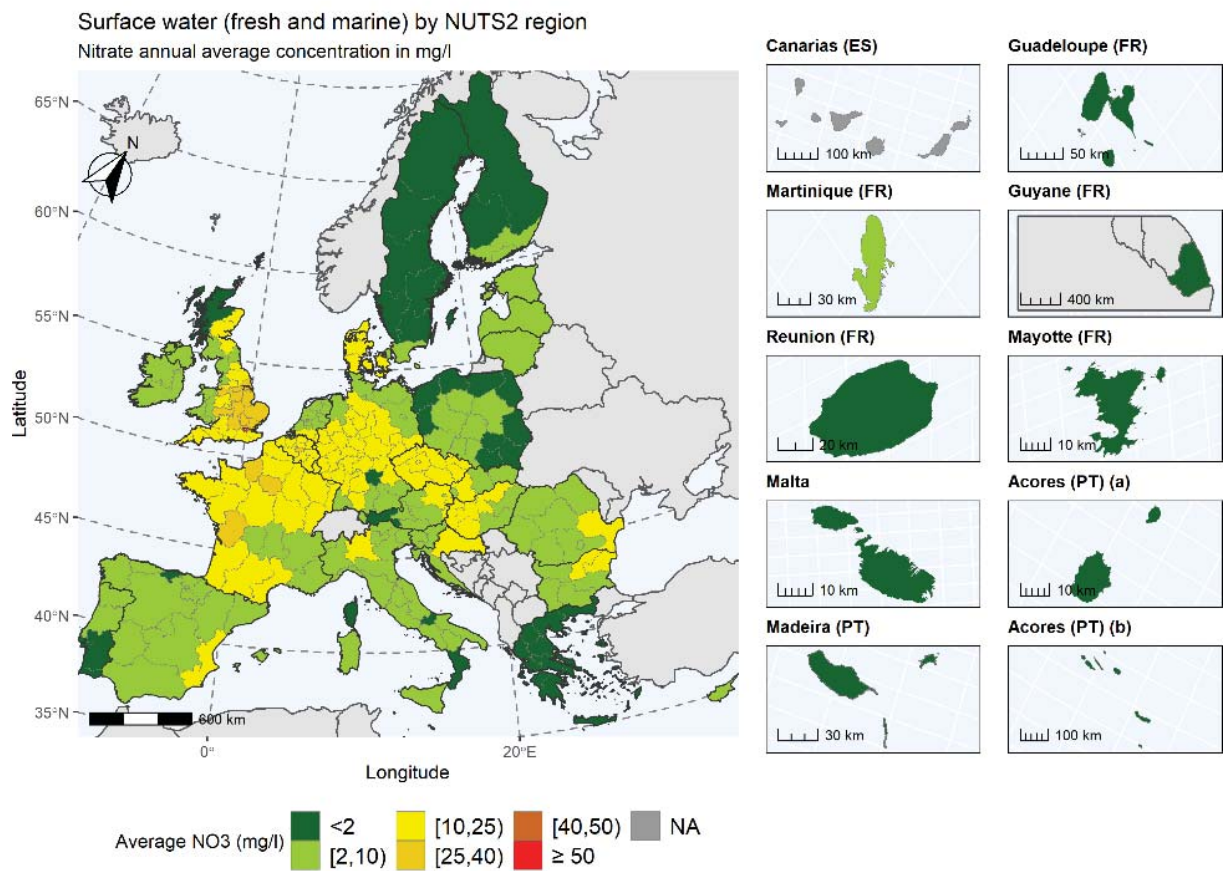 Surface water (fresh and marine) by NUTS2 region
Nitrate annual average concentration in mg/l
65°N
60°N
55°N
50°N
45°N
40°N
35°N
Latitude
N
600 km
0°
20°E
Longitude
Canarias (ES)
100 km
Guadeloupe (FR)
50 km
Martinique (FR)
30 km
Guyane (FR)
400 km
Reunion (FR)
20 km
Mayotte (FR)
10 km
Malta
10 km
Acores (PT) (a)
10 km
Madeira (PT)
30 km
Acores (PT) (b)
100 km
Average NO3 (mg/l)
<2
[2,10)
[10,25)
[25,40)
[40,50)
≥ 50
NA